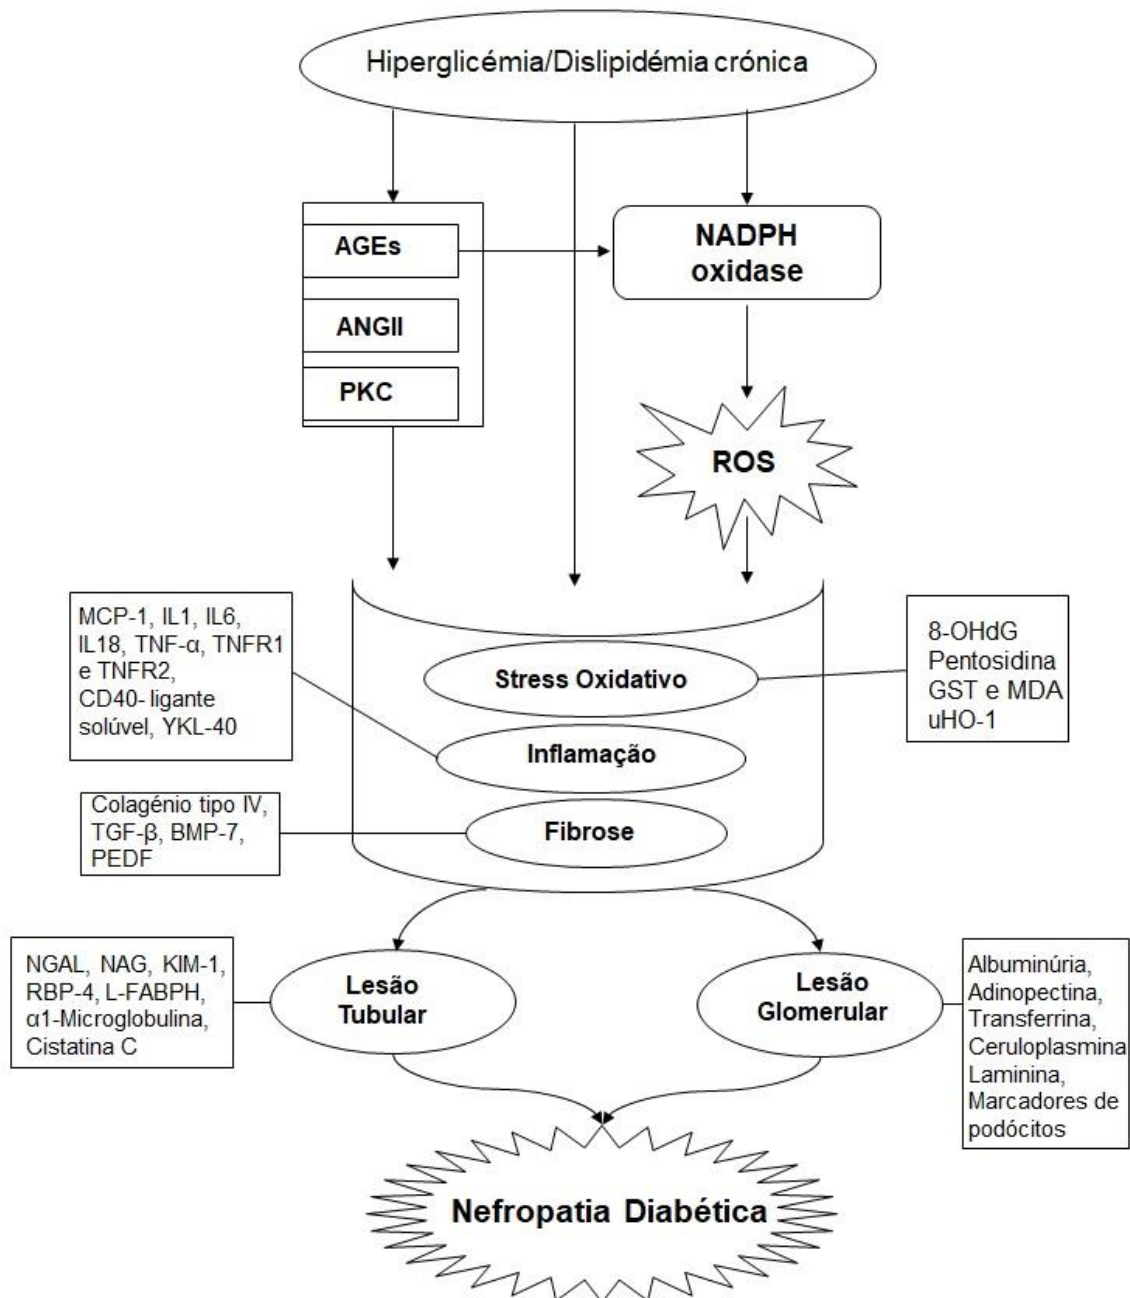 Hiperglicémia/Dislipidémia crónica
AGEs
NADPH
oxidase
ANGII
PKC
ROS
MCP-1, IL1, IL6,
IL18, TNF-α, TNFR1
e TNFR2,
CD40- ligante
solúvel, YKL-40
Stress Oxidativo
8-OHdG
Pentosidina
GST e MDA
uHO-1
Inflamação
Colagénio tipo IV,
TGF-β, BMP-7,
PEDF
Fibrose
NGAL, NAG, KIM-1,
RBP-4, L-FABPH,
α1-Microglobulina,
Cistatina C
Lesão
Tubular
Lesão
Glomerular
Albuminúria,
Adinopectina,
Transferrina,
Ceruloplasmina
Laminina,
Marcadores de
podócitos
Nefropatia Diabética